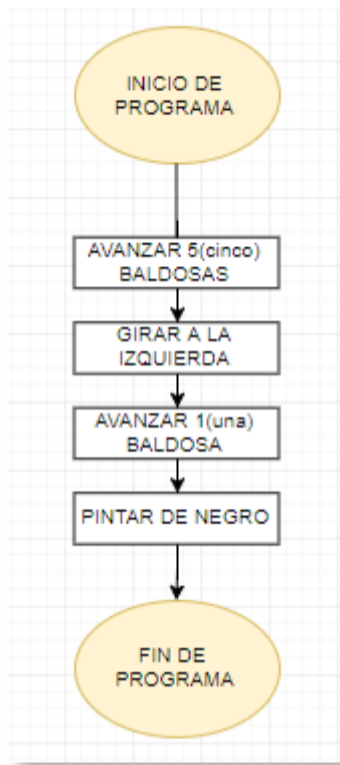 INICIO DE
PROGRAMA
AVANZAR 5(cinco)
BALDOSAS
GIRAR A LA
IZQUIERDA
AVANZAR 1(una)
BALDOSA
PINTAR DE NEGRO
FIN DE
PROGRAMA